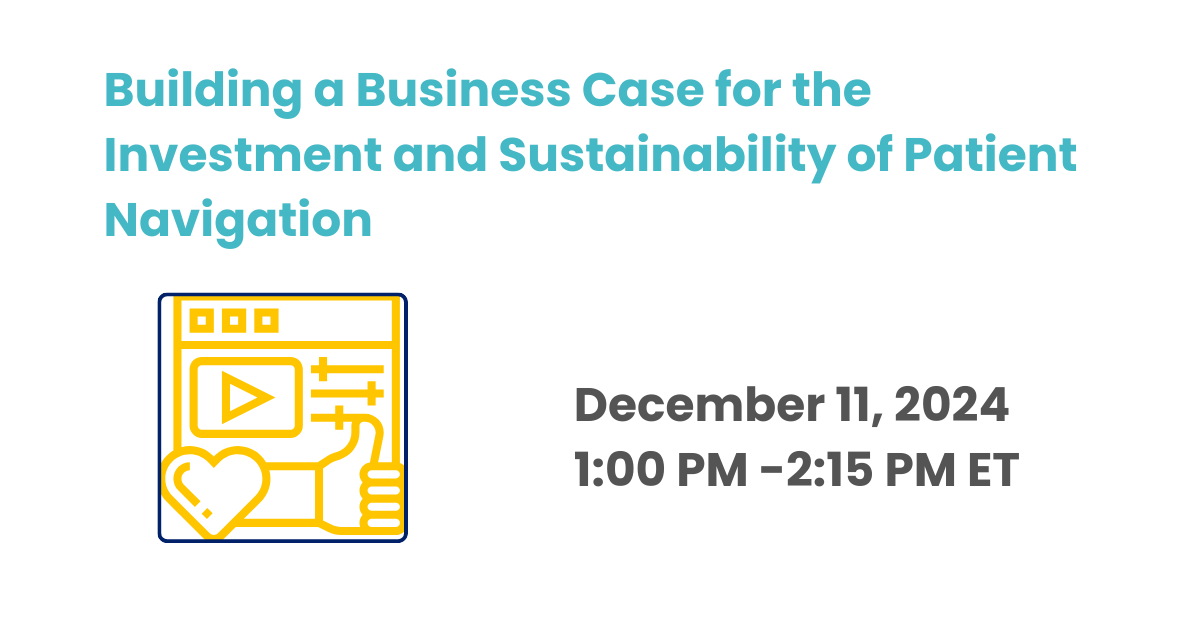 Building a Business Case for the
Investment and Sustainability of Patient
Navigation
December 11, 2024
1:00 PM –2:15 PM ET